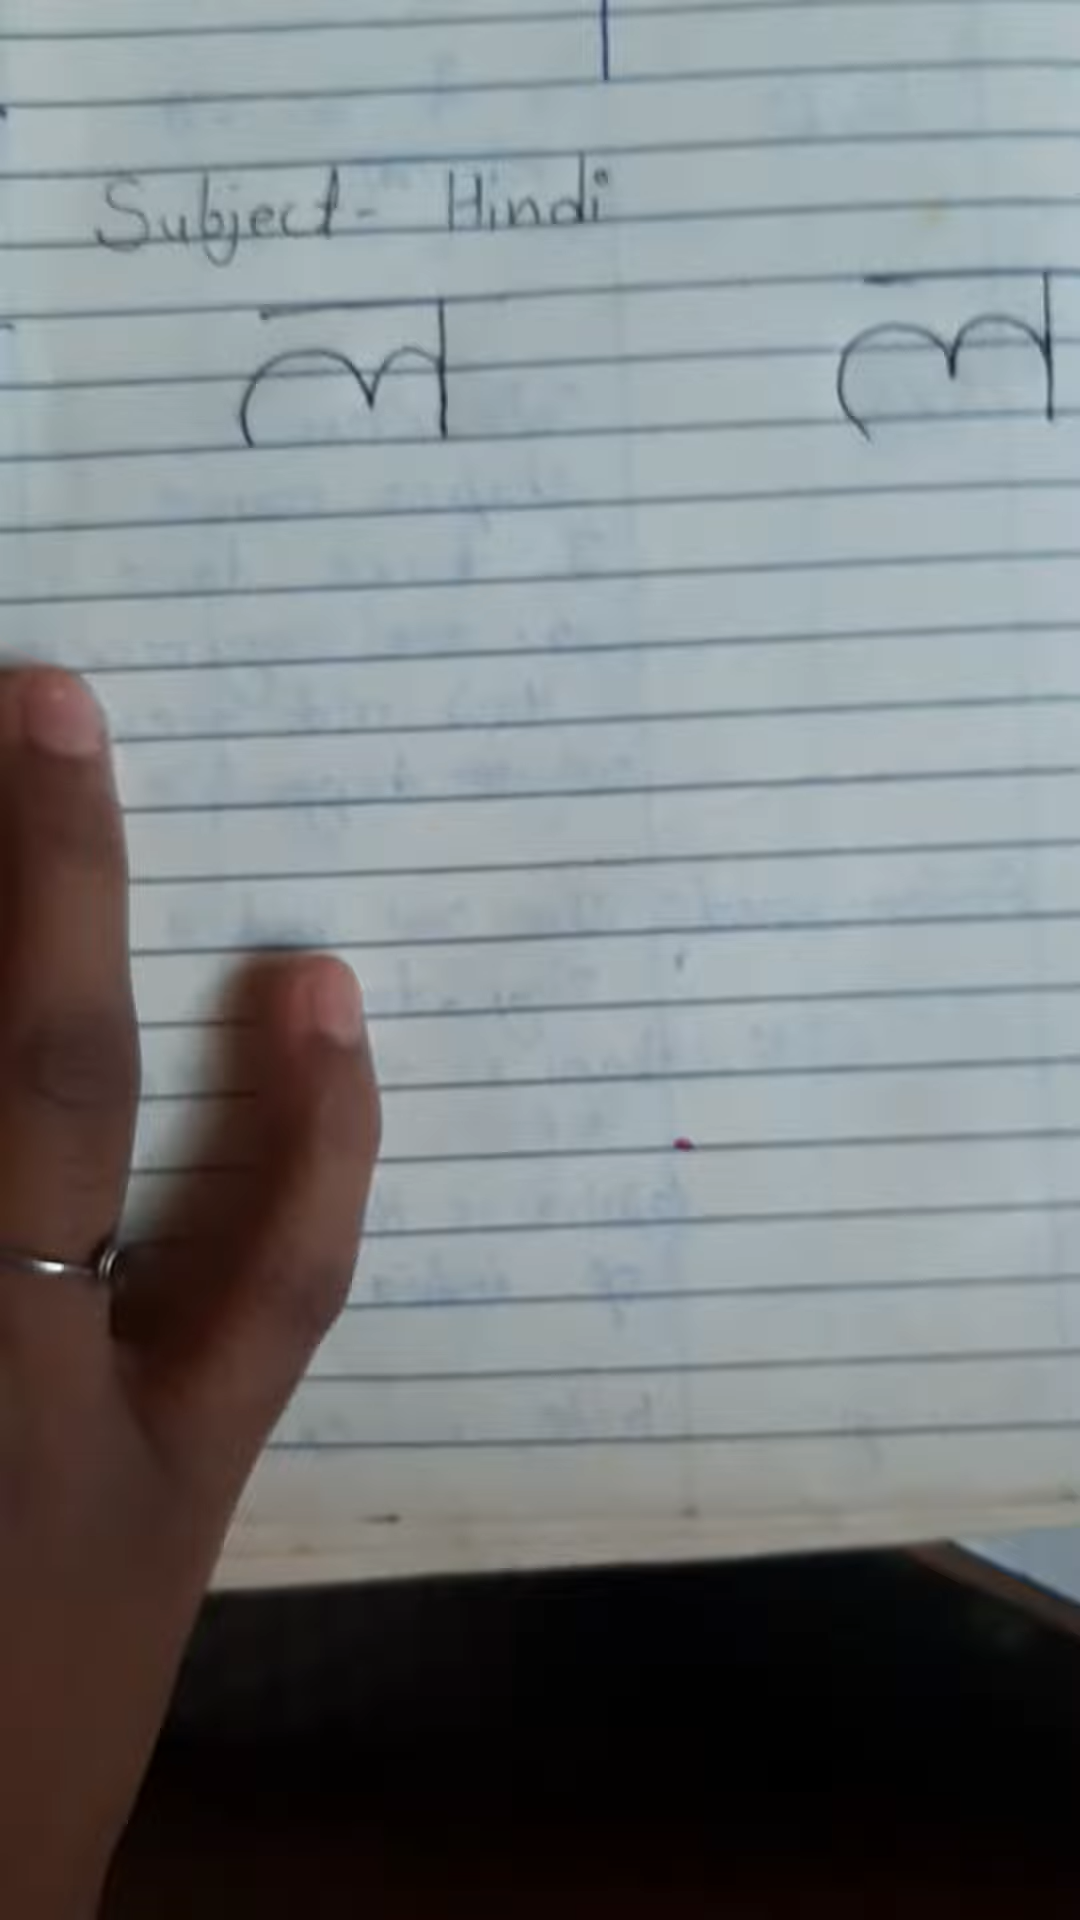 Subject- Hindi
ल ल